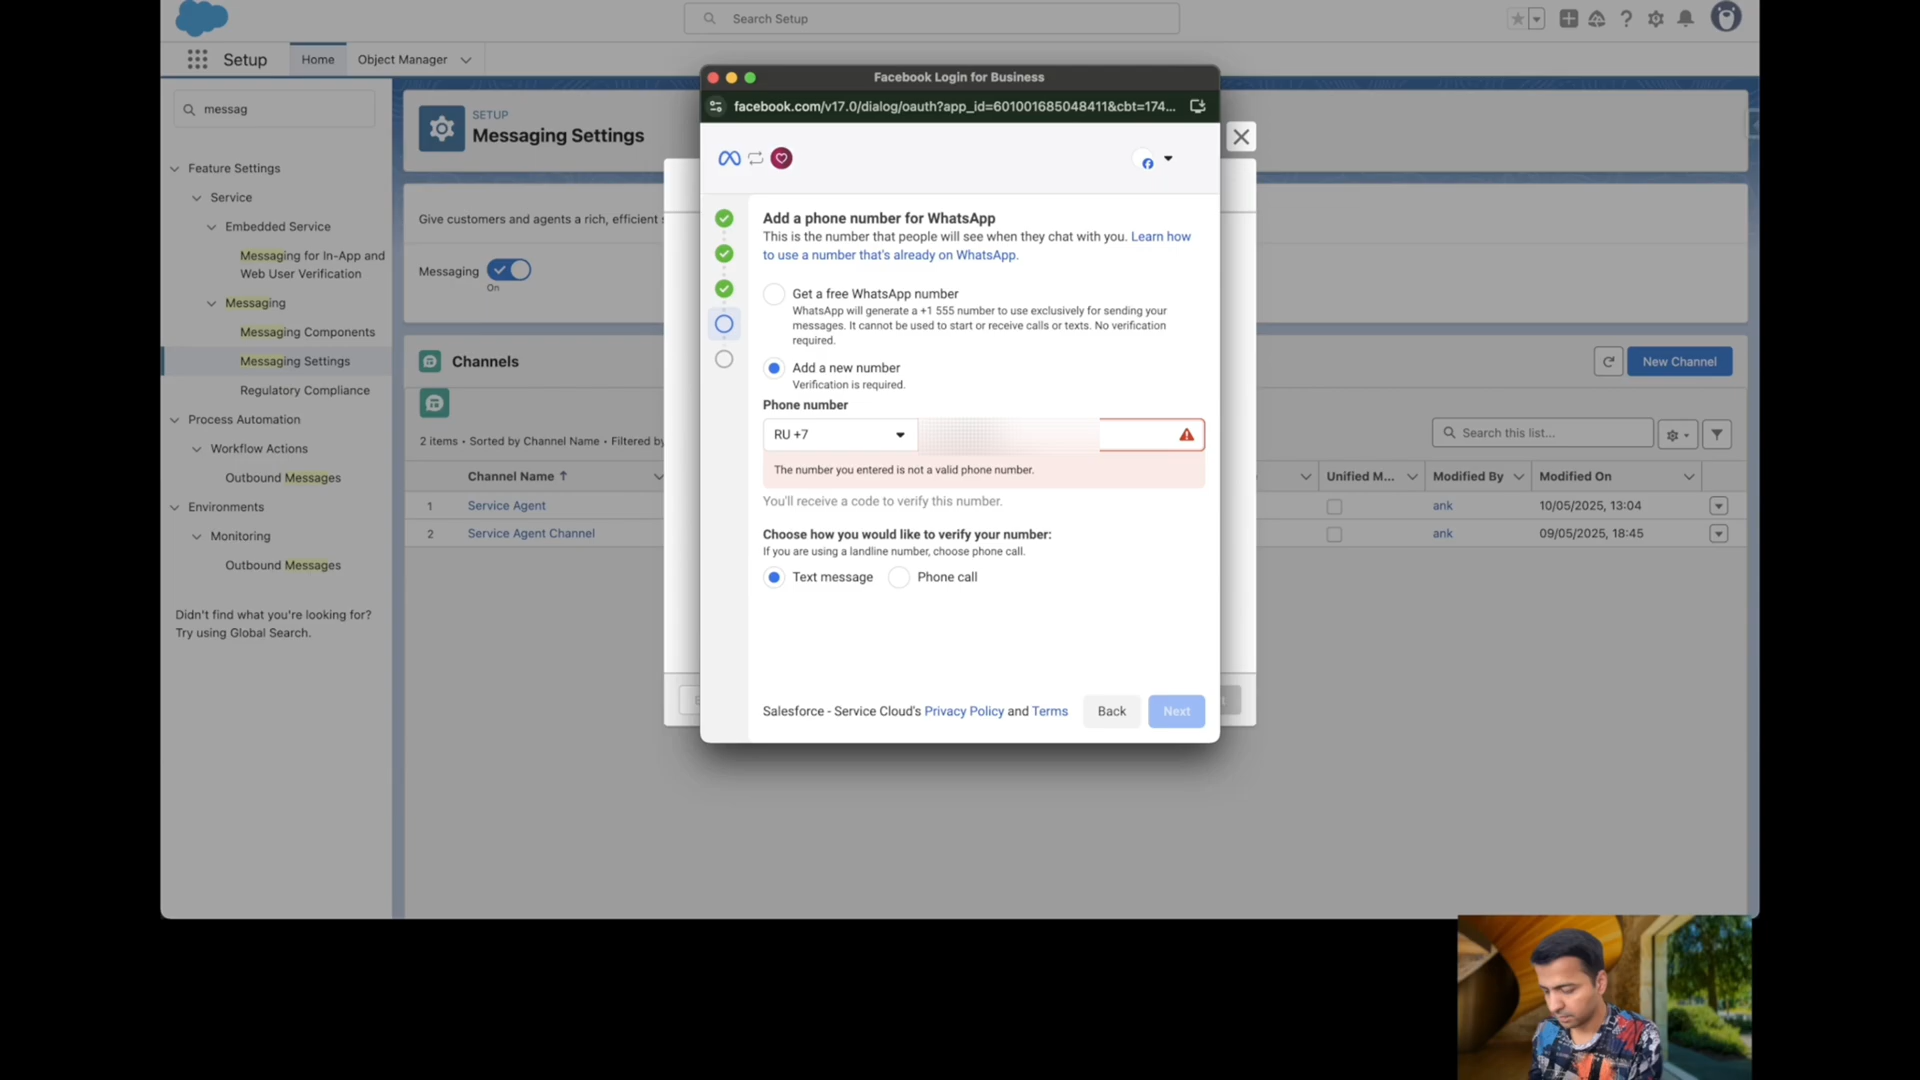 Search Setup
Setup
Home
Object Manager
messag
Feature Settings
Service
Embedded Service
Messaging for In-App and
Web User Verification
Messaging
Messaging Components
Messaging Settings
Regulatory Compliance
Process Automation
Workflow Actions
Outbound Messages
Environments
Monitoring
Outbound Messages
Didn't find what you're looking for?
Try using Global Search.
SETUP
Messaging Settings
Give customers and agents a rich, efficient
Messaging
On
Channels
New Channel
2 items • Sorted by Channel Name • Filtered by
Search this list...
Channel Name
Unified M...
Modified By
Modified On
1
Service Agent
ank
10/05/2025, 13:04
2
Service Agent Channel
ank
09/05/2025, 18:45
Facebook Login for Business
facebook.com/v17.0/dialog/oauth?app_id=601001685048411&cbt=174...
Add a phone number for WhatsApp
This is the number that people will see when they chat with you. Learn how
to use a number that's already on WhatsApp.
Get a free WhatsApp number
WhatsApp will generate a +1 555 number to use exclusively for sending your
messages. It cannot be used to start or receive calls or texts. No verification
required.
Add a new number
Verification is required.
Phone number
RU +7
The number you entered is not a valid phone number.
You'll receive a code to verify this number.
Choose how you would like to verify your number:
If you are using a landline number, choose phone call.
Text message
Phone call
Salesforce - Service Cloud's Privacy Policy and Terms
Back
Next